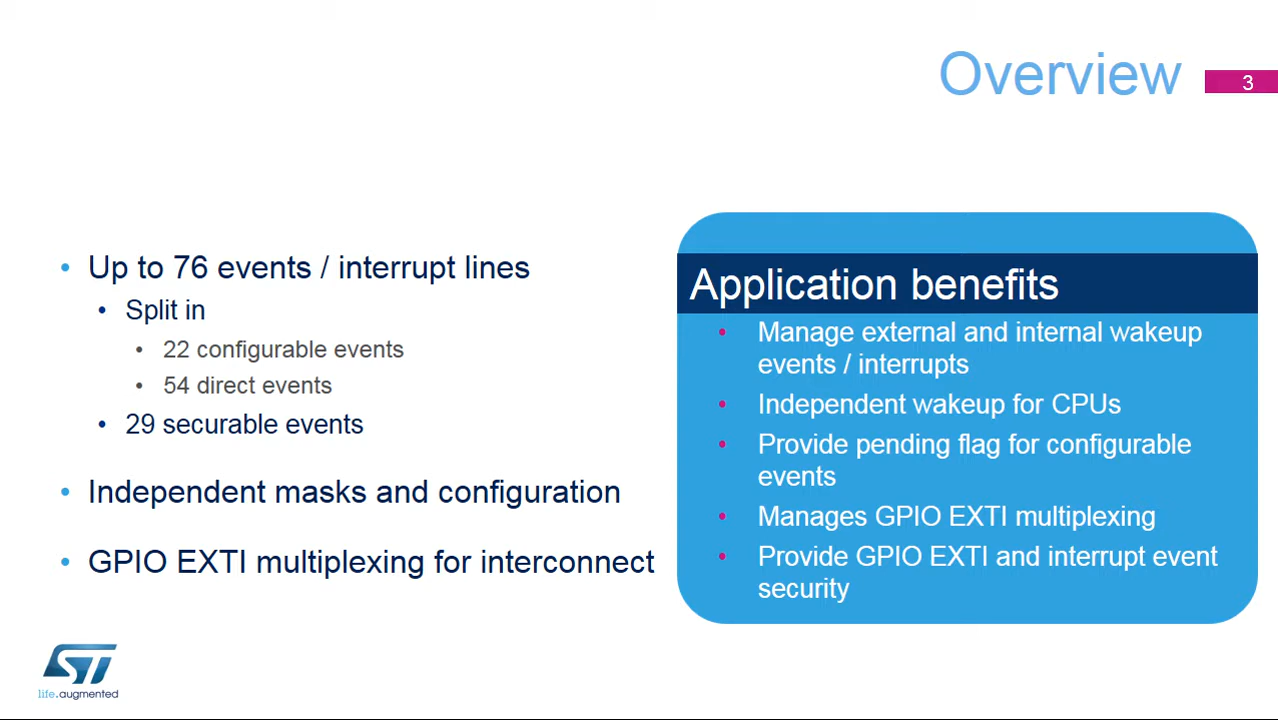 Overview
3
• Up to 76 events / interrupt lines
• Split in
• 22 configurable events
• 54 direct events
• 29 securable events
• Independent masks and configuration
• GPIO EXTI multiplexing for interconnect
Application benefits
• Manage external and internal wakeup
events / interrupts
• Independent wakeup for CPUs
• Provide pending flag for configurable
events
• Manages GPIO EXTI multiplexing
• Provide GPIO EXTI and interrupt event
security
ST
life.augmented